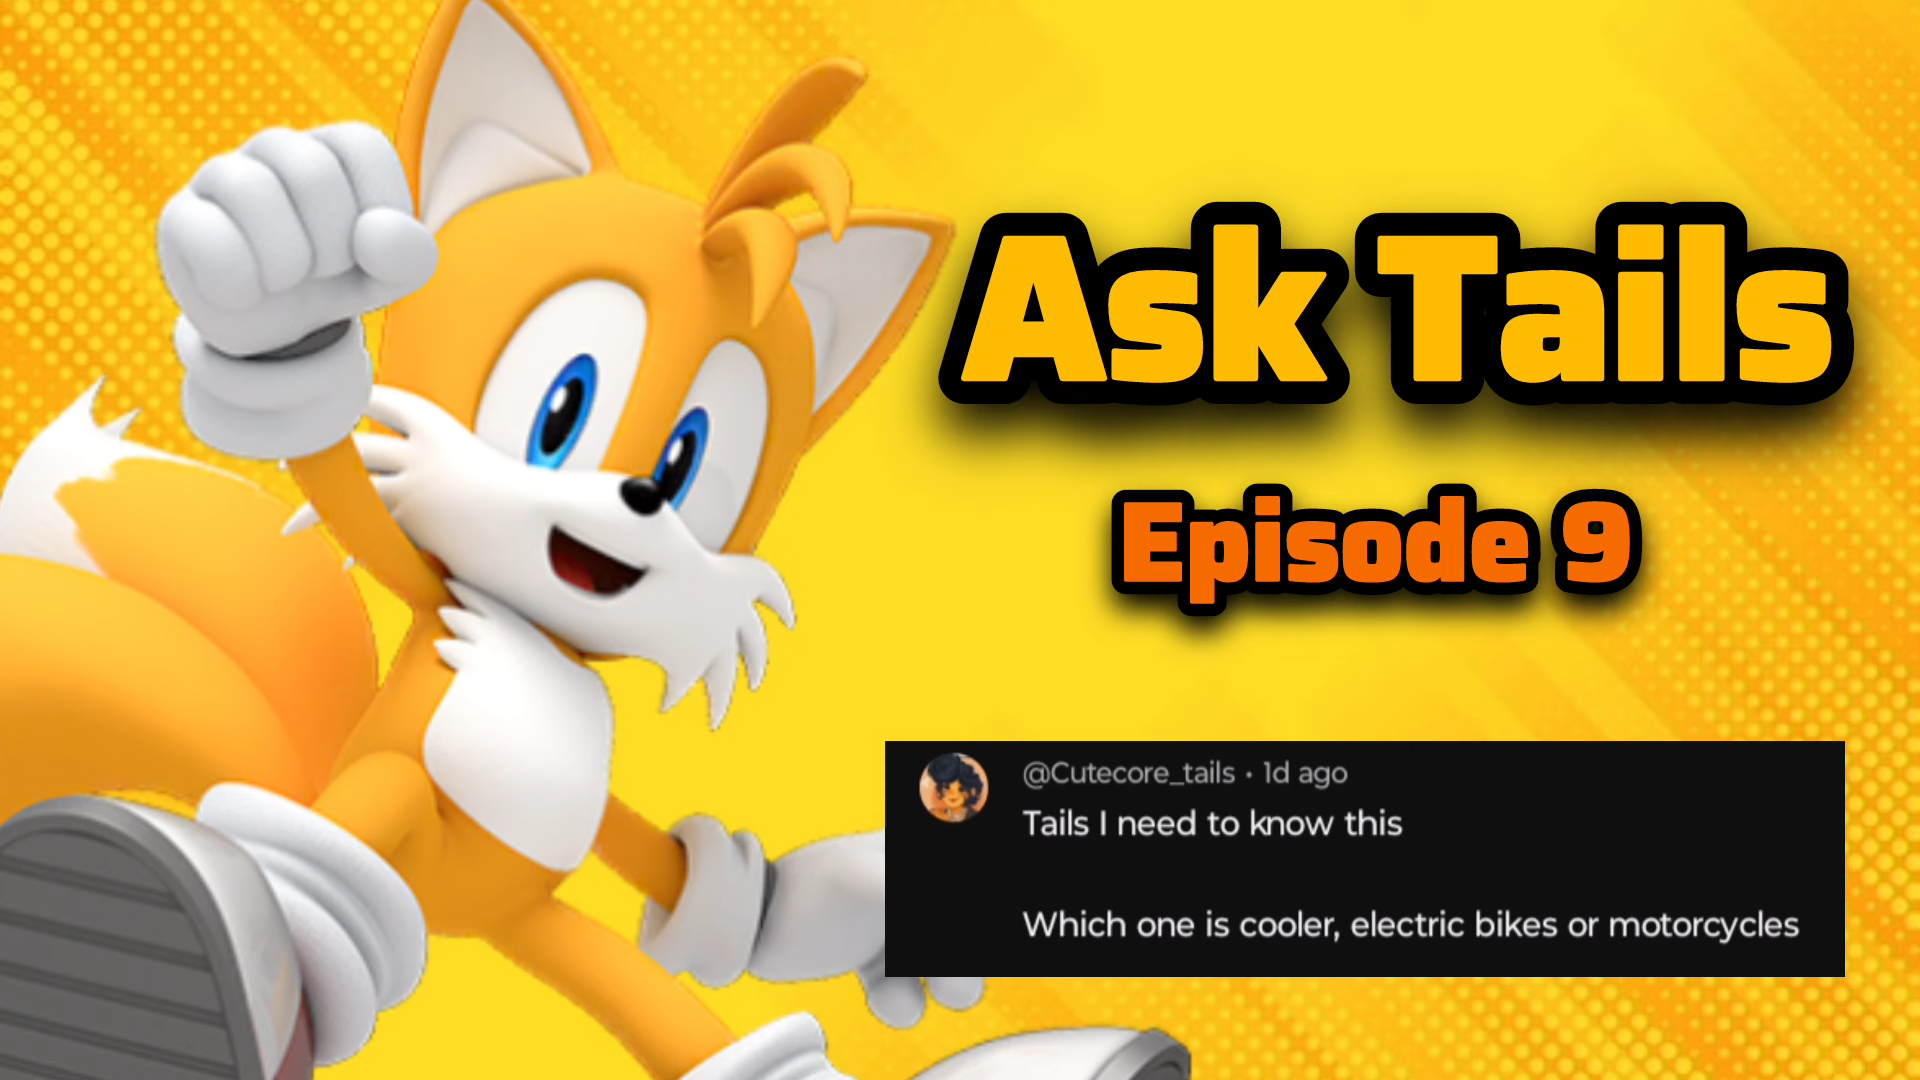 Ask Tails
Episode 9
@Cutecore_tails • 1d ago
Tails I need to know this
Which one is cooler, electric bikes or motorcycles